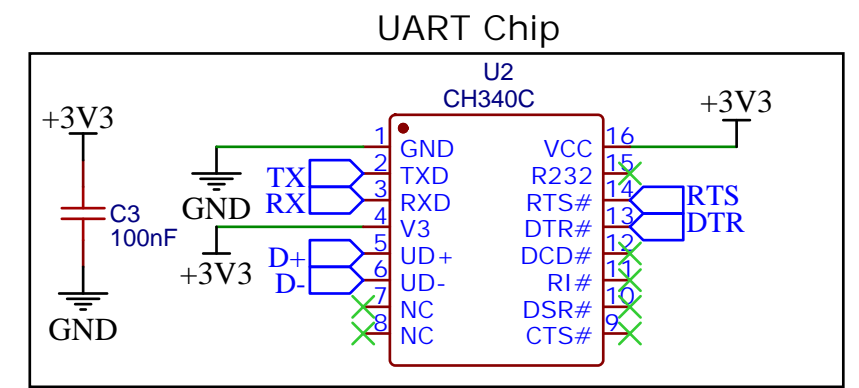 UART Chip
U2
CH340C
+3V3
C3
100nF
GND
GND
TX
RX
+3V3
D+
D-
1 GND
2 TXD
3 RXD
4 V3
5 UD+
6 UD-
7 NC
8 NC
VCC 16
R232 15
RTS# 14
DTR# 13
DCD# 12
RI# 11
DSR# 10
CTS# 9
+3V3
RTS
DTR